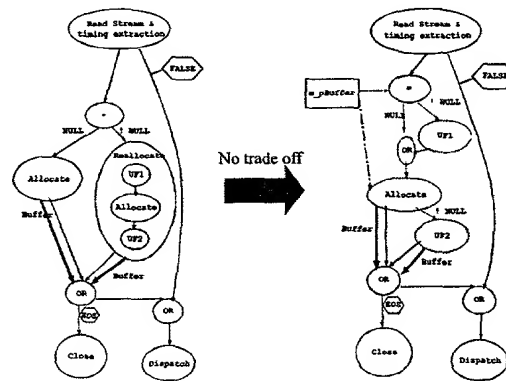 Read Stream &
timing extraction
FALSE
=
NULL
! NULL
Allocate
Reallocate
UF1
Allocate
UF2
Buffer
Buffer
OR
EOS
OR
Close
Dispatch
No trade off
Read Stream &
timing extraction
FALSE
m_pBuffer
=
! NULL
NULL
UF1
OR
Allocate
! NULL
Buffer
UF2
Buffer
OR
EOS
OR
Close
Dispatch